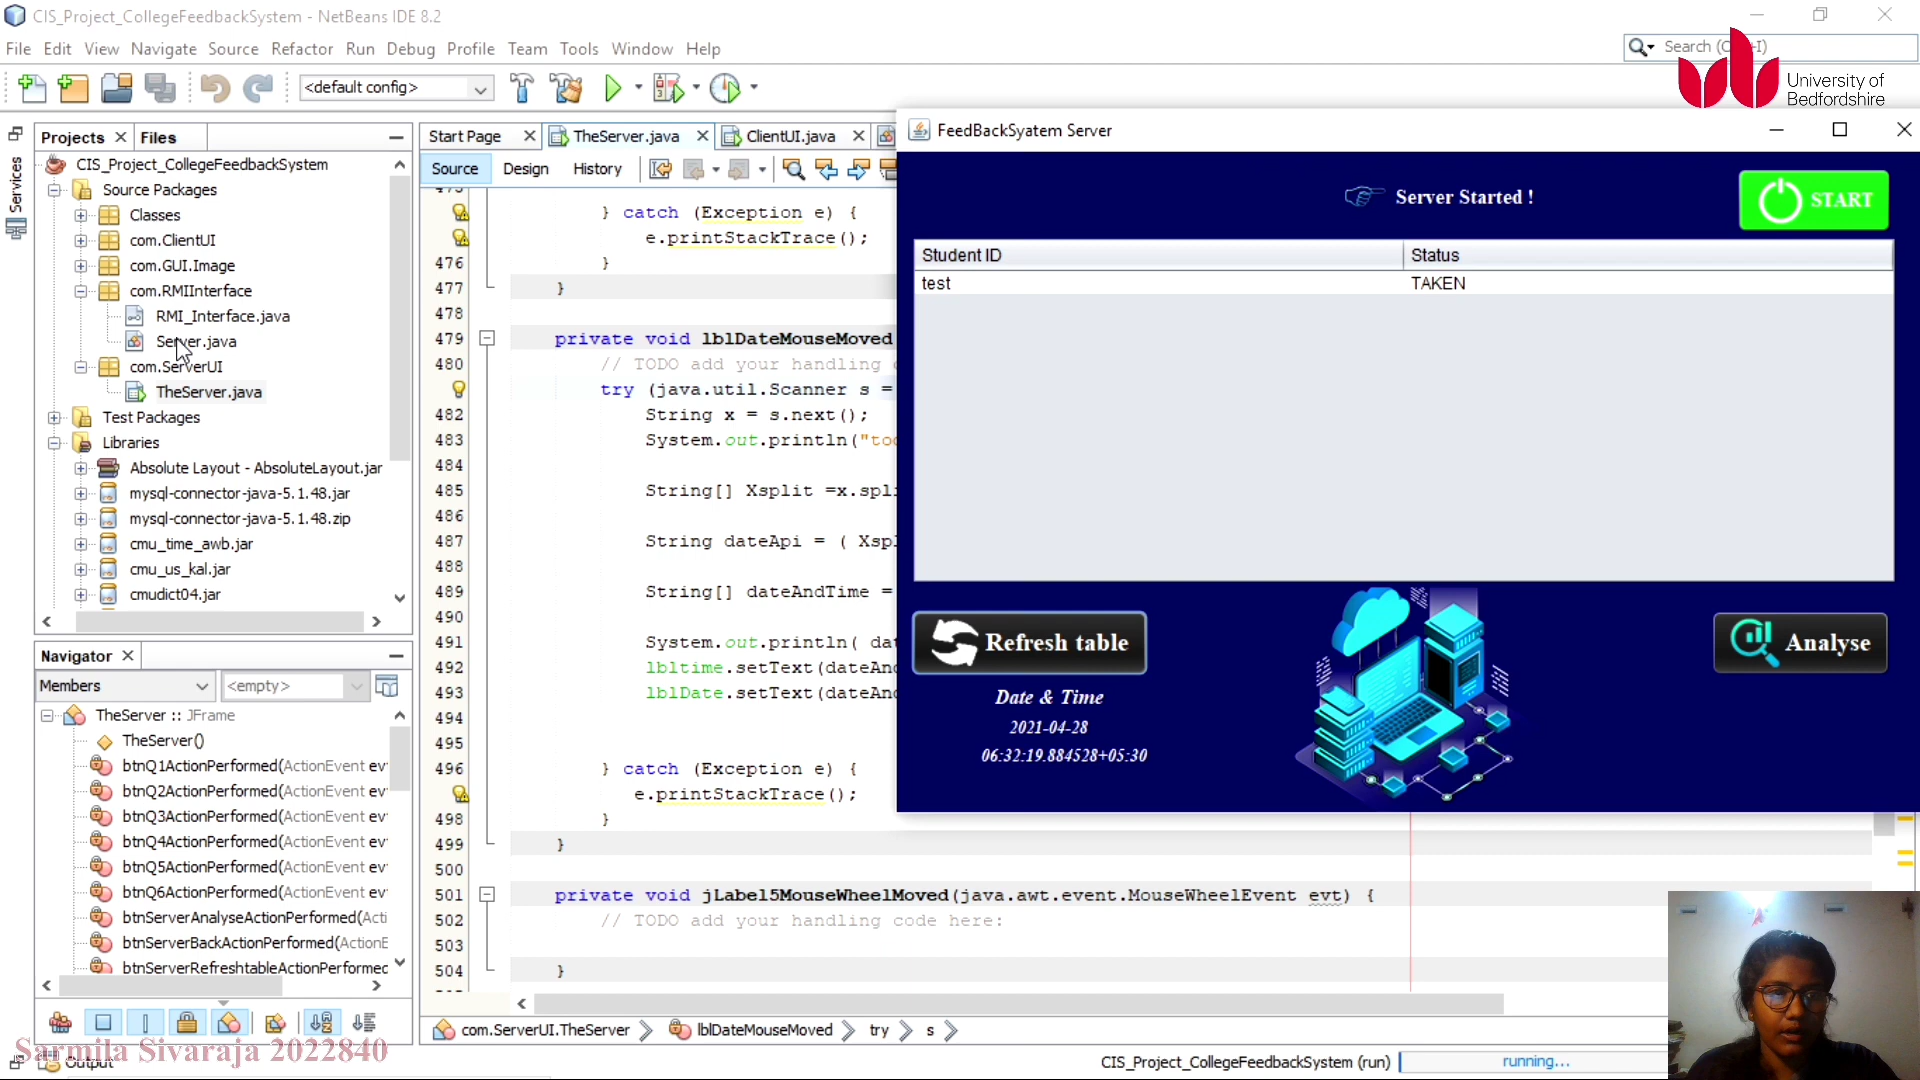 CIS_Project_CollegeFeedbackSystem - NetBeans IDE 8.2
File Edit View Navigate Source Refactor Run Debug Profile Team Tools Window Help
<default config>
University of
Bedfordshire
Services
Projects
Files
CIS_Project_CollegeFeedbackSystem
Source Packages
Classes
com.ClientUI
com.GUI.Image
com.RMIInterface
RMI_Interface.java
Server.java
com.ServerUI
TheServer.java
Test Packages
Libraries
Absolute Layout - AbsoluteLayout.jar
mysql-connector-java-5.1.48.jar
mysql-connector-java-5.1.48.zip
cmu_time_awb.jar
cmu_us_kal.jar
cmudict04.jar
Navigator
Members
<empty>
TheServer :: JFrame
TheServer()
btnQ1ActionPerformed(ActionEvent ev
btnQ2ActionPerformed(ActionEvent ev
btnQ3ActionPerformed(ActionEvent ev
btnQ4ActionPerformed(ActionEvent ev
btnQ5ActionPerformed(ActionEvent ev
btnQ6ActionPerformed(ActionEvent ev
btnServerAnalyseActionPerformed(Acti
btnServerBackActionPerformed(ActionE
btnServerRefreshtableActionPerformed
Sarmila Sivaraja 2022840
Output
Start Page
TheServer.java
ClientUI.java
Source Design History
} catch (Exception e) {
e.printStackTrace();
476 }
477 }
478
479 private void lblDateMouseMoved
480 // TODO add your handling
try (java.util.Scanner s =
482 String x = s.next();
483 System.out.println("to
484
485 String[] Xsplit =x.spl
486
487 String dateApi = ( Xspl
488
489 String[] dateAndTime =
490
491 System.out.println( da
492 lbltime.setText(dateAn
493 lblDate.setText(dateAn
494
495
496 } catch (Exception e) {
e.printStackTrace();
498 }
499 }
500
501 private void jLabel5MouseWheelMoved(java.awt.event.MouseWheelEvent evt) {
502 // TODO add your handling code here:
503
504 }
com.ServerUI.TheServer
lblDateMouseMoved
try
s
CIS_Project_CollegeFeedbackSystem (run)
running...
FeedBackSyatem Server
Server Started !
START
Student ID Status
test TAKEN
Refresh table
Analyse
Date & Time
2021-04-28
06:32:19.884528+05:30